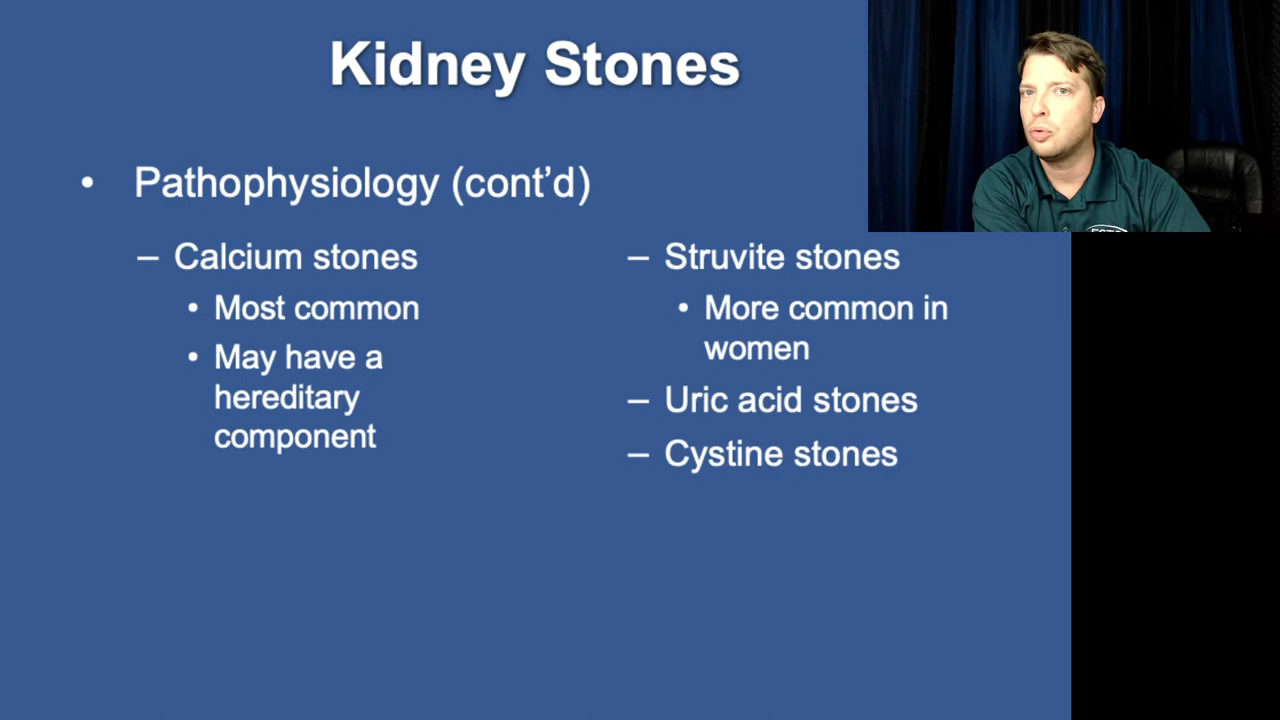 Kidney Stones
• Pathophysiology (cont’d)
– Calcium stones
• Most common
• May have a
hereditary
component
– Struvite stones
• More common in
women
– Uric acid stones
– Cystine stones